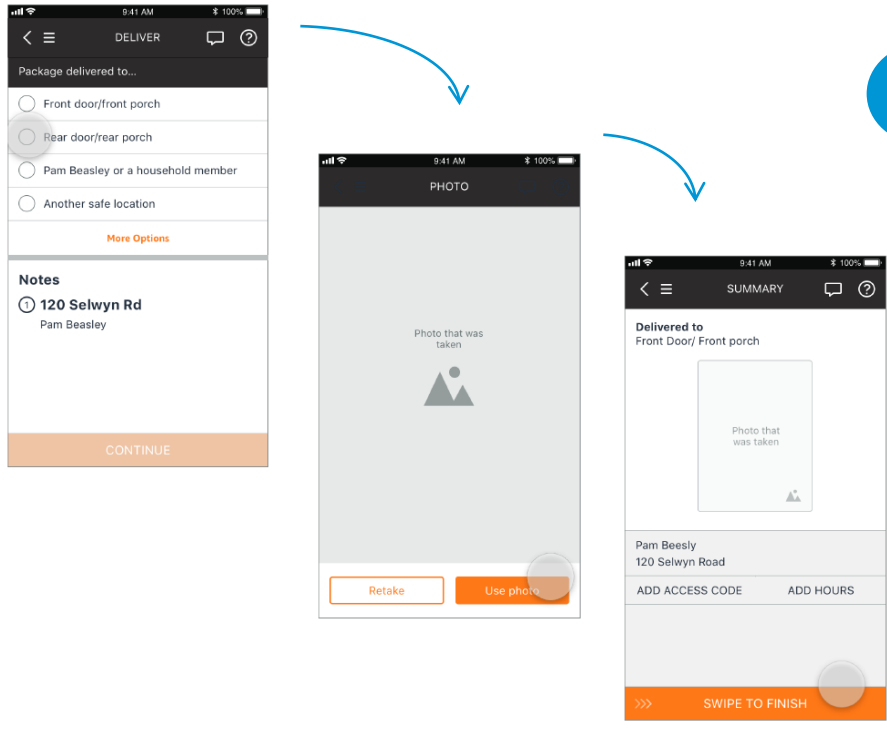 9:41 AM
100%
DELIVER
Package delivered to...
Front door/front porch
Rear door/rear porch
Pam Beasley or a household member
Another safe location
More Options
Notes
1 120 Selwyn Rd
Pam Beasley
CONTINUE
9:41 AM
100%
PHOTO
Photo that was
taken
Retake
Use photo
9:41 AM
100%
SUMMARY
Delivered to
Front Door/ Front porch
Photo that
was taken
Pam Beesly
120 Selwyn Road
ADD ACCESS CODE
ADD HOURS
SWIPE TO FINISH